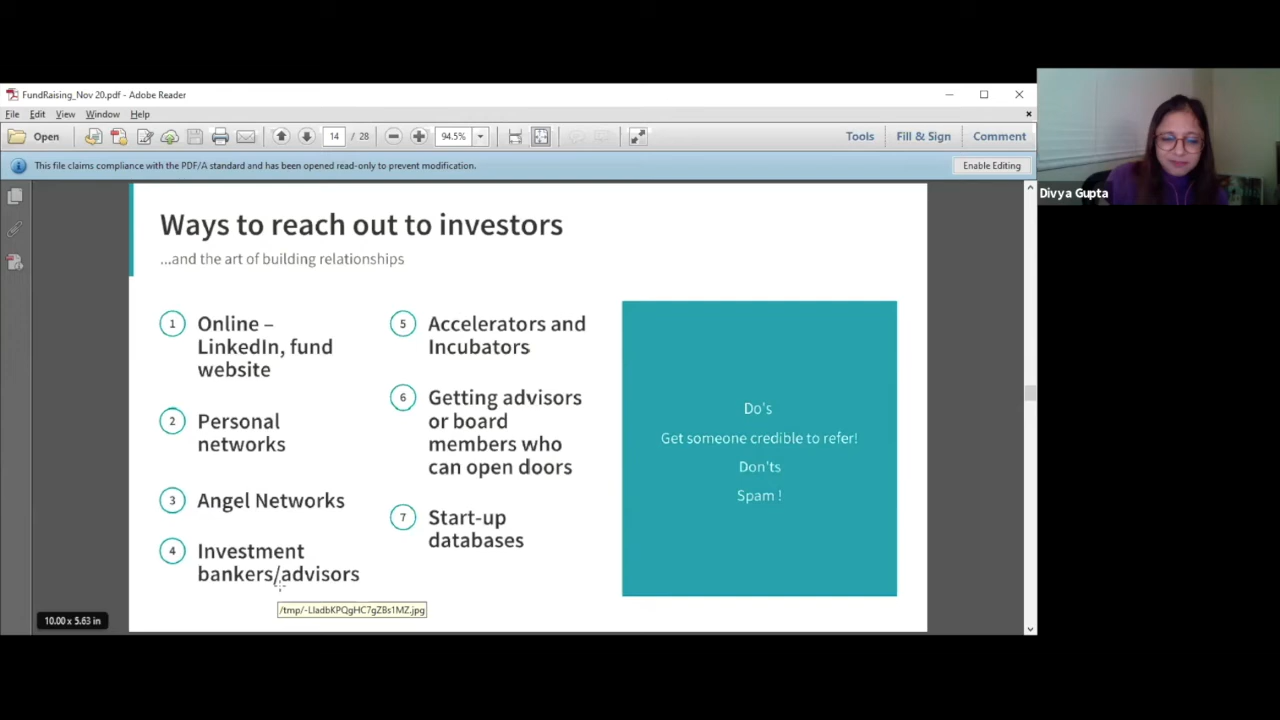 FundRaising_Nov 20.pdf - Adobe Reader
File Edit View Window Help
Open
14 / 28
94.5%
Tools
Fill & Sign
Comment
This file claims compliance with the PDF/A standard and has been opened read-only to prevent modification.
Enable Editing
Divya Gupta
Ways to reach out to investors
...and the art of building relationships
1
Online –
LinkedIn, fund
website
2
Personal
networks
3
Angel Networks
4
Investment
bankers/advisors
5
Accelerators and
Incubators
6
Getting advisors
or board
members who
can open doors
7
Start-up
databases
Do's
Get someone credible to refer!
Don'ts
Spam !
10.00 x 5.63 in